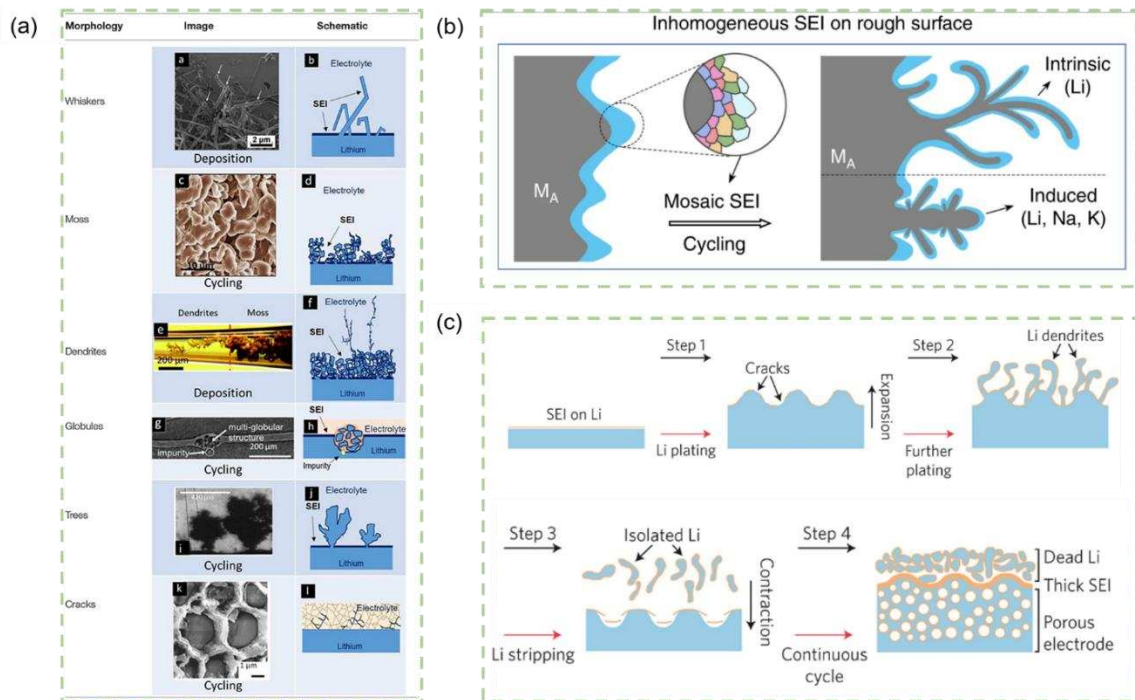 (a)
Morphology Image Schematic
Whiskers
a
2 µm
Deposition
b
Electrolyte
SEI
Lithium
Moss
c
10 µm
Cycling
d
Electrolyte
SEI
Lithium
Dendrites
Dendrites Moss
e
200 µm
Deposition
f
Electrolyte
SEI
Lithium
Globules
g
multi-globular
structure
Impurity
200 µm
Cycling
SEI
h
Electrolyte
Lithium
Impurity
Trees
i
Cycling
j
Electrolyte
SEI
Lithium
Cracks
k
1 µm
Cycling
l
Electrolyte
Lithium
(b)
Inhomogeneous SEI on rough surface
MA
Mosaic SEI
Cycling
MA
Intrinsic
(Li)
Induced
(Li, Na, K)
(c)
SEI on Li
Step 1
Li plating
Cracks
Expansion
Step 2
Further
plating
Li dendrites
Step 3
Li stripping
Isolated Li
Contraction
Step 4
Continuous
cycle
Dead Li
Thick SEI
Porous
electrode